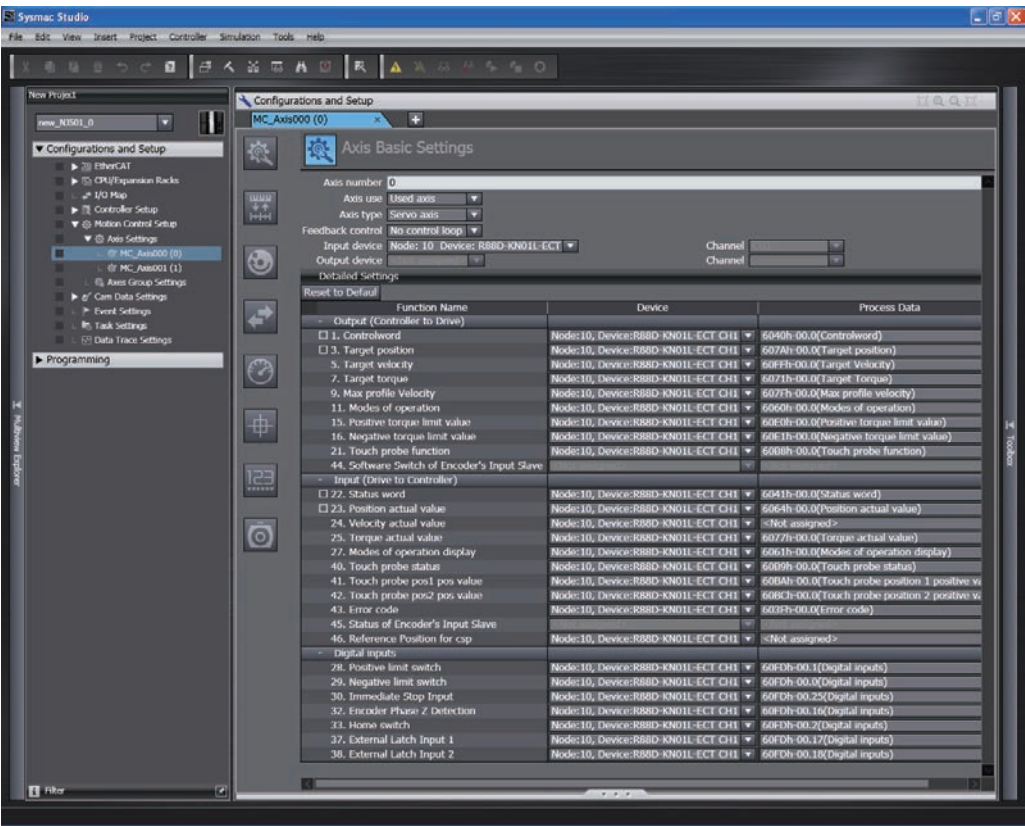 Sysmac Studio
File Edit View Insert Project Controller Simulation Tools Help
New Project
new_NJ501_0
Configurations and Setup
EtherCAT
CPU/Expansion Racks
I/O Map
Controller Setup
Motion Control Setup
Axis Settings
MC_Axis000 (0)
MC_Axis001 (1)
Axes Group Settings
Cam Data Settings
Event Settings
Task Settings
Data Trace Settings
Programming
Filter
Multiview Explorer
Configurations and Setup
MC_Axis000 (0)
Axis Basic Settings
Axis number 0
Axis use Used axis
Axis type Servo axis
Feedback control No control loop
Input device Node: 10 Device: R88D-KN01L-ECT Channel
Output device Channel
Detailed Settings
Reset to Defaul
Function Name Device Process Data
- Output (Controller to Drive)
1. Controlword Node:10, Device:R88D-KN01L-ECT CH1 6040h-00.0(Controlword)
3. Target position Node:10, Device:R88D-KN01L-ECT CH1 607Ah-00.0(Target position)
5. Target velocity Node:10, Device:R88D-KN01L-ECT CH1 60FFh-00.0(Target Velocity)
7. Target torque Node:10, Device:R88D-KN01L-ECT CH1 6071h-00.0(Target Torque)
9. Max profile Velocity Node:10, Device:R88D-KN01L-ECT CH1 607Fh-00.0(Max profile velocity)
11. Modes of operation Node:10, Device:R88D-KN01L-ECT CH1 6060h-00.0(Modes of operation)
15. Positive torque limit value Node:10, Device:R88D-KN01L-ECT CH1 60E0h-00.0(Positive torque limit value)
16. Negative torque limit value Node:10, Device:R88D-KN01L-ECT CH1 60E1h-00.0(Negative torque limit value)
21. Touch probe function Node:10, Device:R88D-KN01L-ECT CH1 60B8h-00.0(Touch probe function)
44. Software Switch of Encoder's Input Slave
- Input (Drive to Controller)
22. Status word Node:10, Device:R88D-KN01L-ECT CH1 6041h-00.0(Status word)
23. Position actual value Node:10, Device:R88D-KN01L-ECT CH1 6064h-00.0(Position actual value)
24. Velocity actual value Node:10, Device:R88D-KN01L-ECT CH1 <Not assigned>
25. Torque actual value Node:10, Device:R88D-KN01L-ECT CH1 6077h-00.0(Torque actual value)
27. Modes of operation display Node:10, Device:R88D-KN01L-ECT CH1 6061h-00.0(Modes of operation display)
40. Touch probe status Node:10, Device:R88D-KN01L-ECT CH1 60B9h-00.0(Touch probe status)
41. Touch probe pos1 pos value Node:10, Device:R88D-KN01L-ECT CH1 60BAh-00.0(Touch probe position 1 positive va
42. Touch probe pos2 pos value Node:10, Device:R88D-KN01L-ECT CH1 60BCh-00.0(Touch probe position 2 positive va
43. Error code Node:10, Device:R88D-KN01L-ECT CH1 603Fh-00.0(Error code)
45. Status of Encoder's Input Slave
46. Reference Position for csp Node:10, Device:R88D-KN01L-ECT CH1 <Not assigned>
- Digital inputs
28. Positive limit switch Node:10, Device:R88D-KN01L-ECT CH1 60FDh-00.1(Digital inputs)
29. Negative limit switch Node:10, Device:R88D-KN01L-ECT CH1 60FDh-00.0(Digital inputs)
30. Immediate Stop Input Node:10, Device:R88D-KN01L-ECT CH1 60FDh-00.25(Digital inputs)
32. Encoder Phase Z Detection Node:10, Device:R88D-KN01L-ECT CH1 60FDh-00.16(Digital inputs)
33. Home switch Node:10, Device:R88D-KN01L-ECT CH1 60FDh-00.2(Digital inputs)
37. External Latch Input 1 Node:10, Device:R88D-KN01L-ECT CH1 60FDh-00.17(Digital inputs)
38. External Latch Input 2 Node:10, Device:R88D-KN01L-ECT CH1 60FDh-00.18(Digital inputs)
Toolbox